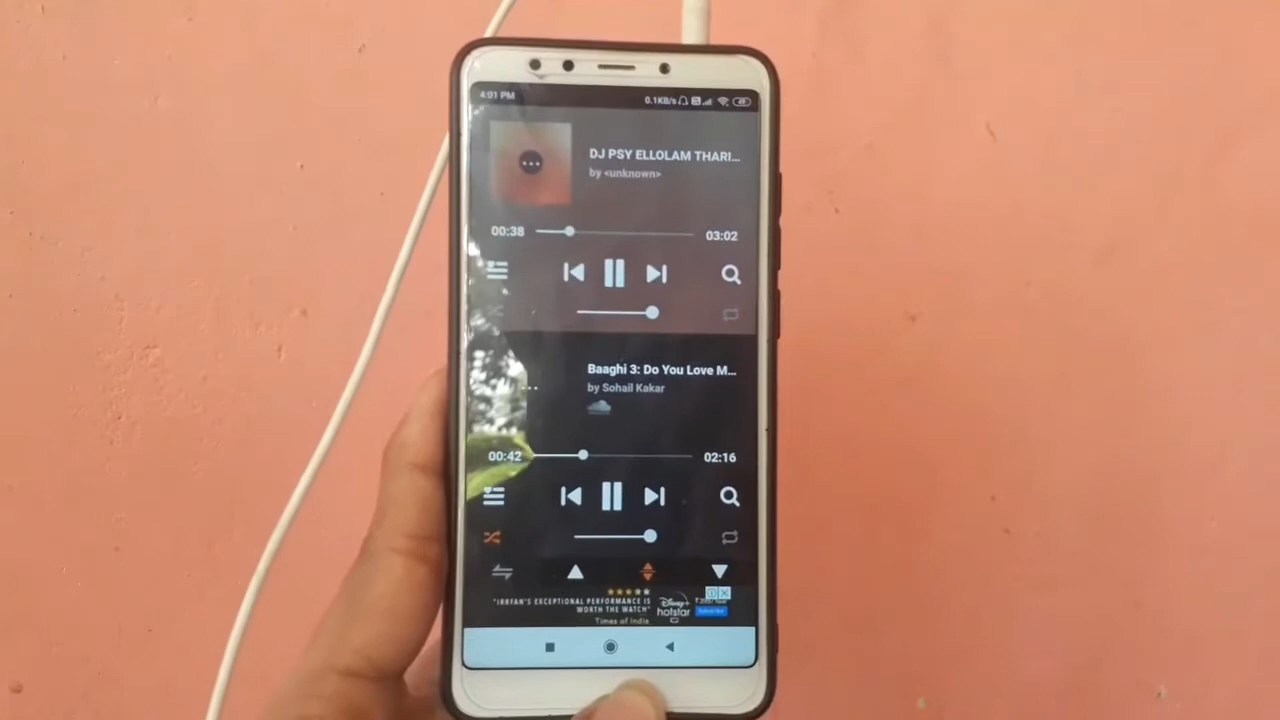 4:01 PM
0.1KB/s
49
DJ PSY ELLOLAM THARI...
by <unknown>
00:38
03:02
Baaghi 3: Do You Love M...
by Sohail Kakar
00:42
02:16
"IRRFAN'S EXCEPTIONAL PERFORMANCE IS
WORTH THE WATCH"
Times of India
Disney+
hotstar